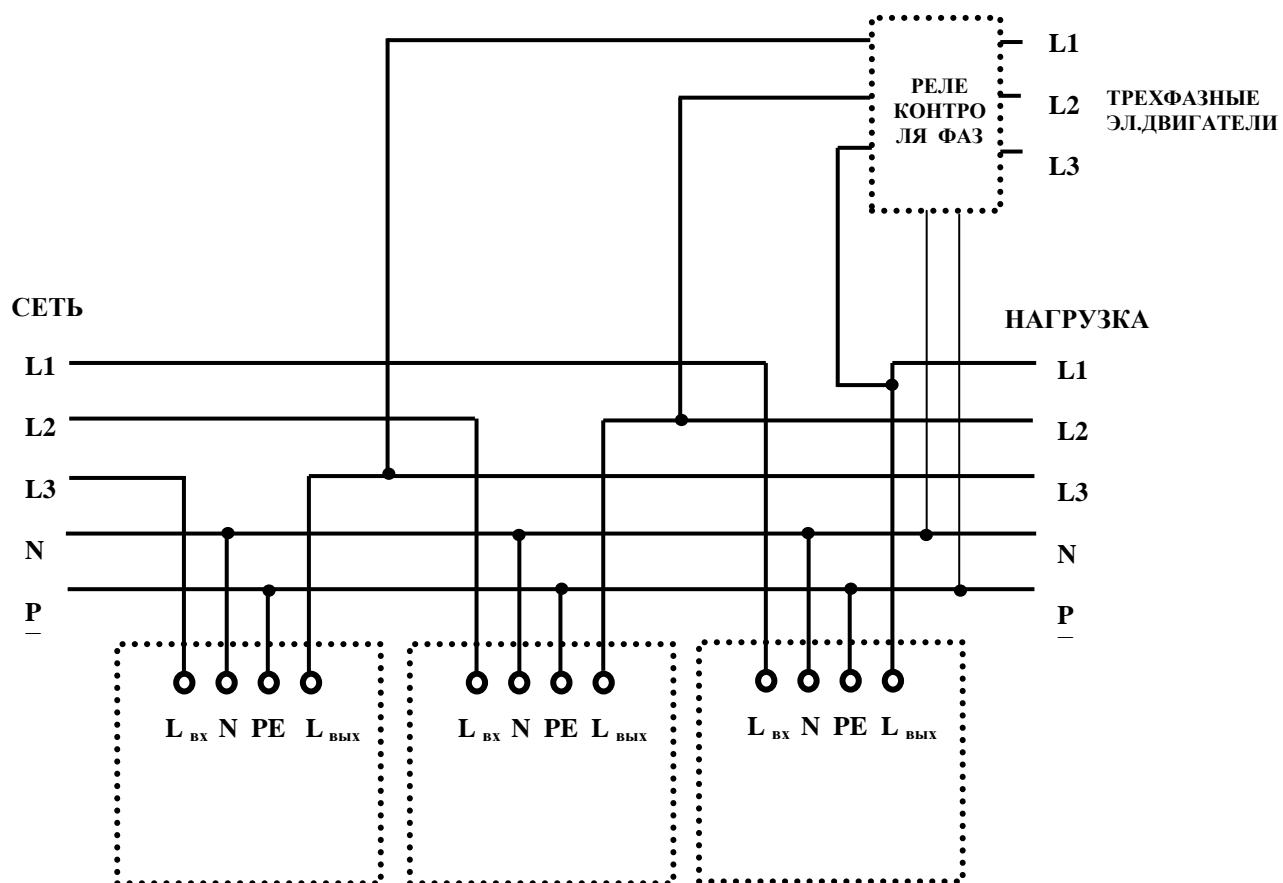 L1
РЕЛЕ
КОНТРО
ЛЯ ФАЗ
L2
ТРЕХФАЗНЫЕ
ЭЛ.ДВИГАТЕЛИ
L3
СЕТЬ
НАГРУЗКА
L1
L1
L2
L2
L3
L3
N
N
P
P
L вх N PE L вых
L вх N PE L вых
L вх N PE L вых